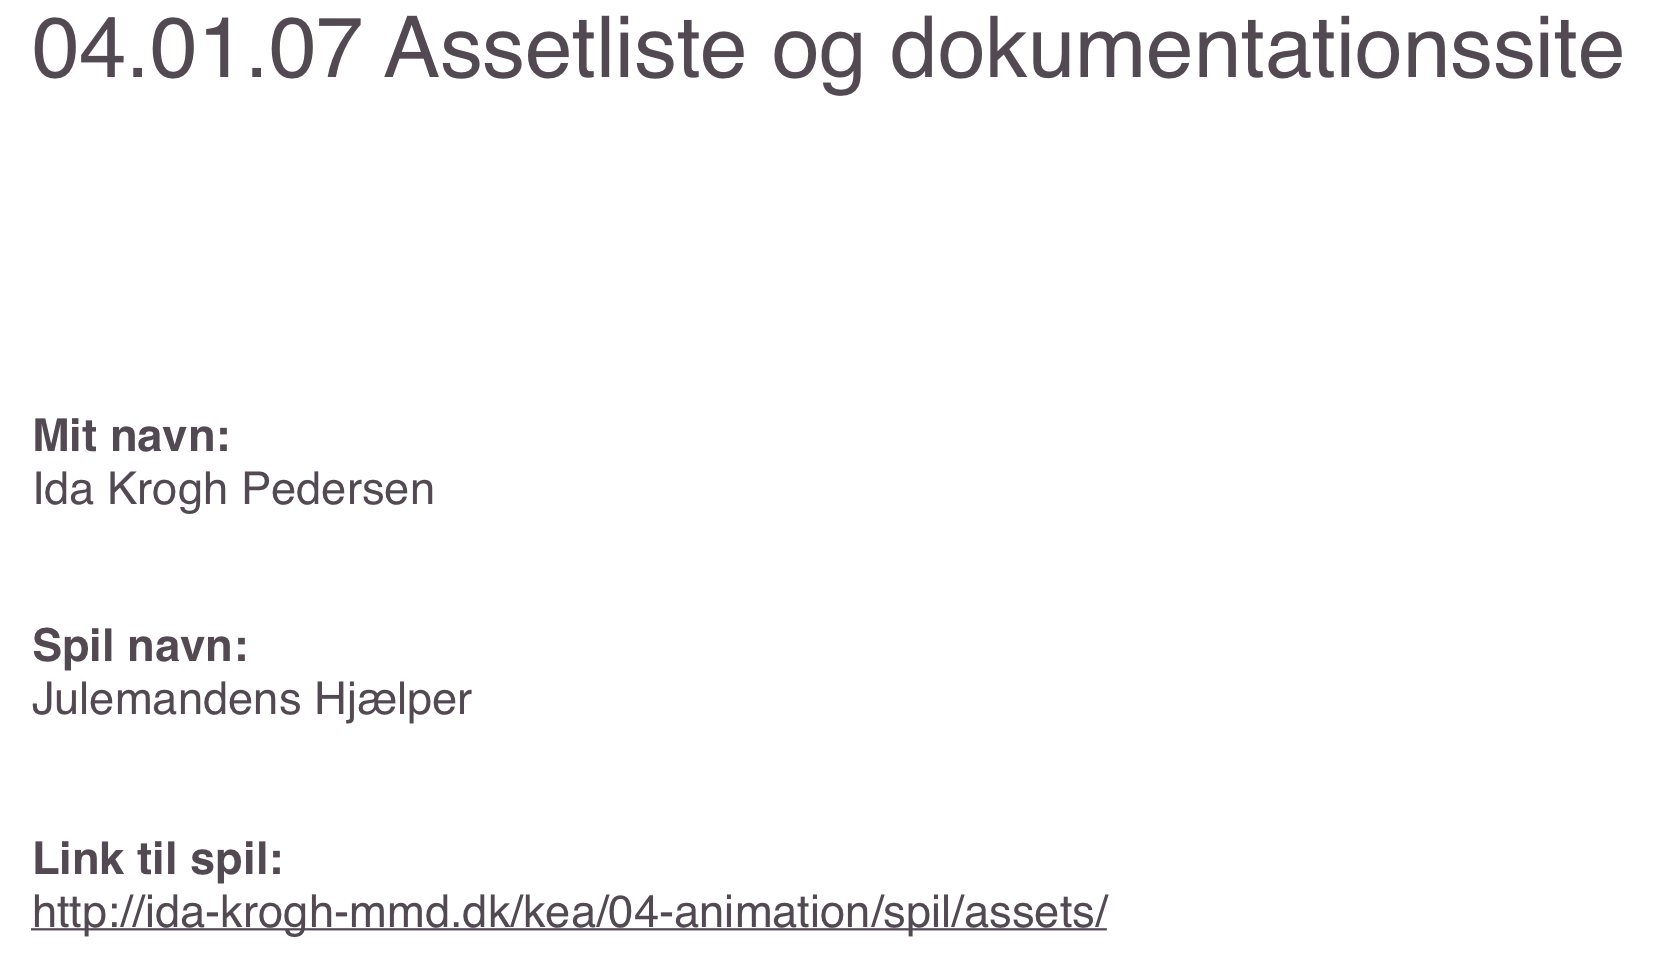 04.01.07 Assetliste og dokumentationssite
Mit navn:
Ida Krogh Pedersen
Spil navn:
Julemandens Hjælper
Link til spil:
http://ida-krogh-mmd.dk/kea/04-animation/spil/assets/